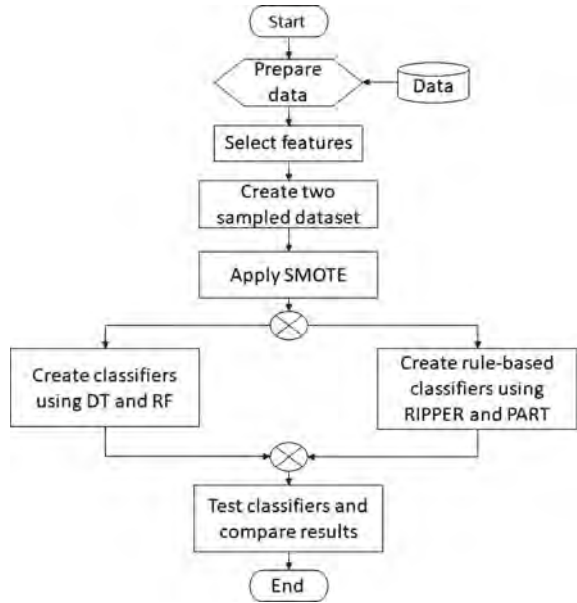 Start
Prepare
data
Data
Select features
Create two
sampled dataset
Apply SMOTE
Create classifiers
using DT and RF
Create rule-based
classifiers using
RIPPER and PART
Test classifiers and
compare results
End